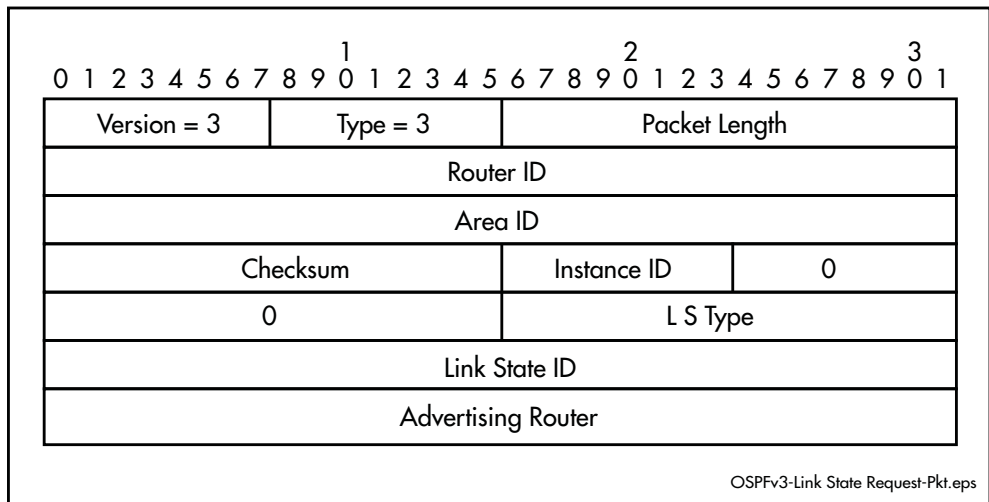 1 2 3
0 1 2 3 4 5 6 7 8 9 0 1 2 3 4 5 6 7 8 9 0 1 2 3 4 5 6 7 8 9 0 1
Version = 3 Type = 3 Packet Length
Router ID
Area ID
Checksum Instance ID 0
0 L S Type
Link State ID
Advertising Router
OSPFv3-Link State Request-Pkt.eps